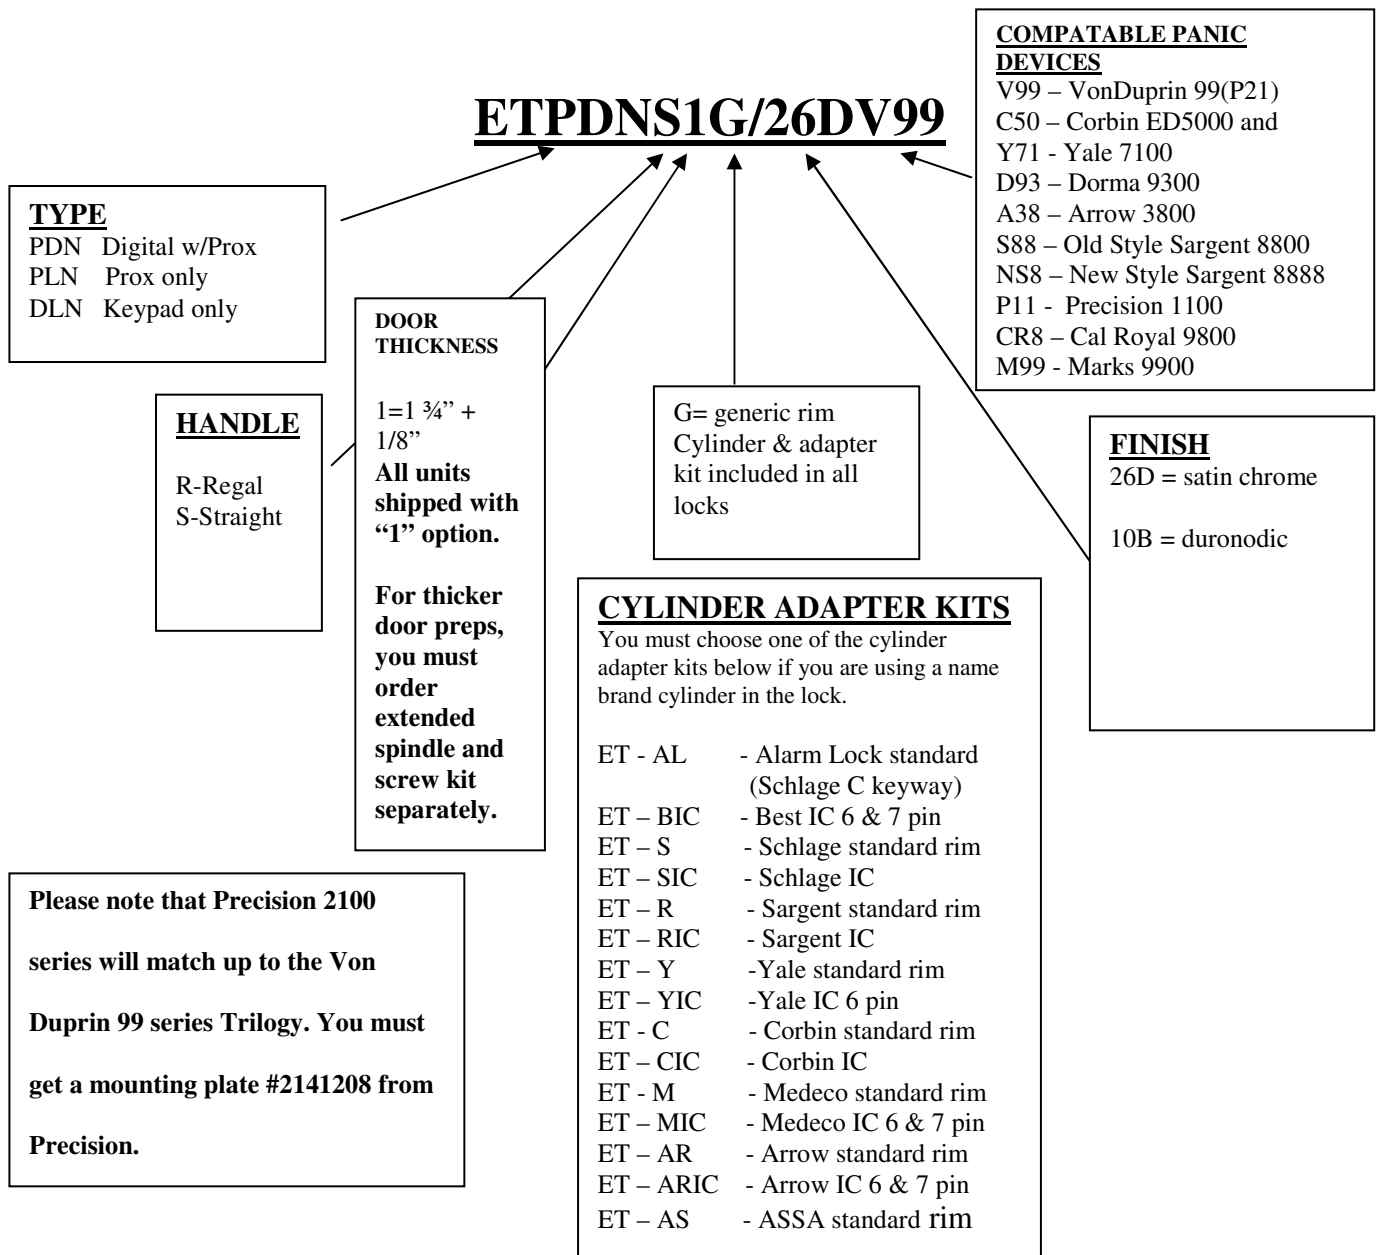 ETPDNS1G/26DV99
COMPATABLE PANIC
DEVICES
V99 – VonDuprin 99(P21)
C50 – Corbin ED5000 and
Y71 - Yale 7100
D93 – Dorma 9300
A38 – Arrow 3800
S88 – Old Style Sargent 8800
NS8 – New Style Sargent 8888
P11 - Precision 1100
CR8 – Cal Royal 9800
M99 - Marks 9900
TYPE
PDN Digital w/Prox
PLN Prox only
DLN Keypad only
HANDLE
R-Regal
S-Straight
DOOR
THICKNESS
1=1 ¾” +
1/8”
All units
shipped with
“1” option.
For thicker
door preps,
you must
order
extended
spindle and
screw kit
separately.
G= generic rim
Cylinder & adapter
kit included in all
locks
FINISH
26D = satin chrome
10B = duronodic
CYLINDER ADAPTER KITS
You must choose one of the cylinder
adapter kits below if you are using a name
brand cylinder in the lock.
ET - AL - Alarm Lock standard
(Schlage C keyway)
ET – BIC - Best IC 6 & 7 pin
ET – S - Schlage standard rim
ET – SIC - Schlage IC
ET – R - Sargent standard rim
ET – RIC - Sargent IC
ET – Y -Yale standard rim
ET – YIC -Yale IC 6 pin
ET - C - Corbin standard rim
ET – CIC - Corbin IC
ET - M - Medeco standard rim
ET – MIC - Medeco IC 6 & 7 pin
ET – AR - Arrow standard rim
ET – ARIC - Arrow IC 6 & 7 pin
ET – AS - ASSA standard rim
Please note that Precision 2100
series will match up to the Von
Duprin 99 series Trilogy. You must
get a mounting plate #2141208 from
Precision.